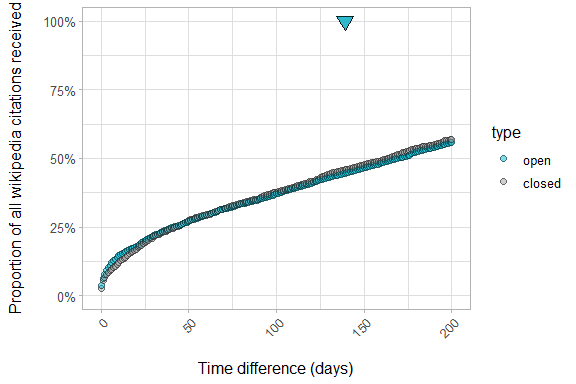 Proportion of all wikipedia citations received
100%
75%
50%
25%
0%
0
50
100
150
200
Time difference (days)
type
open
closed